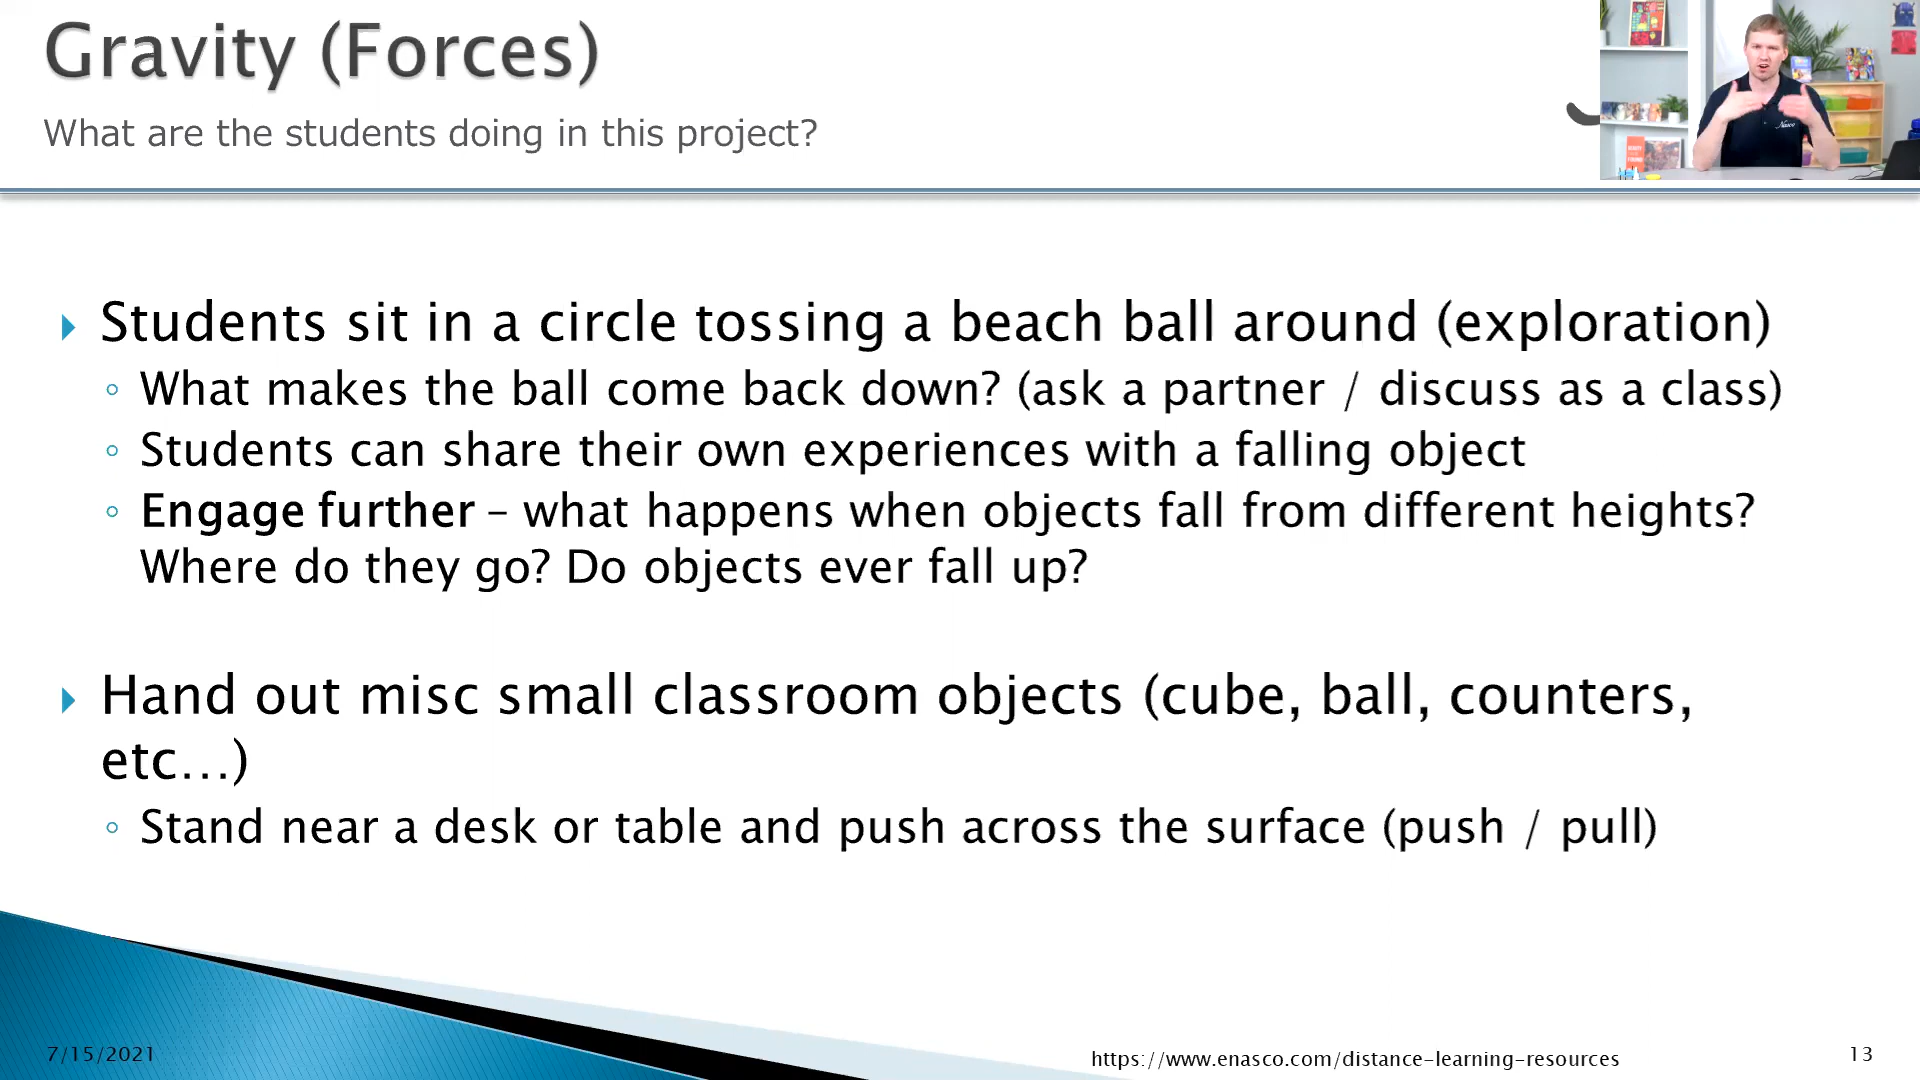 Gravity (Forces)
What are the students doing in this project?
Students sit in a circle tossing a beach ball around (exploration)
What makes the ball come back down? (ask a partner / discuss as a class)
Students can share their own experiences with a falling object
Engage further – what happens when objects fall from different heights?
Where do they go? Do objects ever fall up?
Hand out misc small classroom objects (cube, ball, counters,
etc…)
Stand near a desk or table and push across the surface (push / pull)
7/15/2021
https://www.enasco.com/distance-learning-resources
13
Nasco